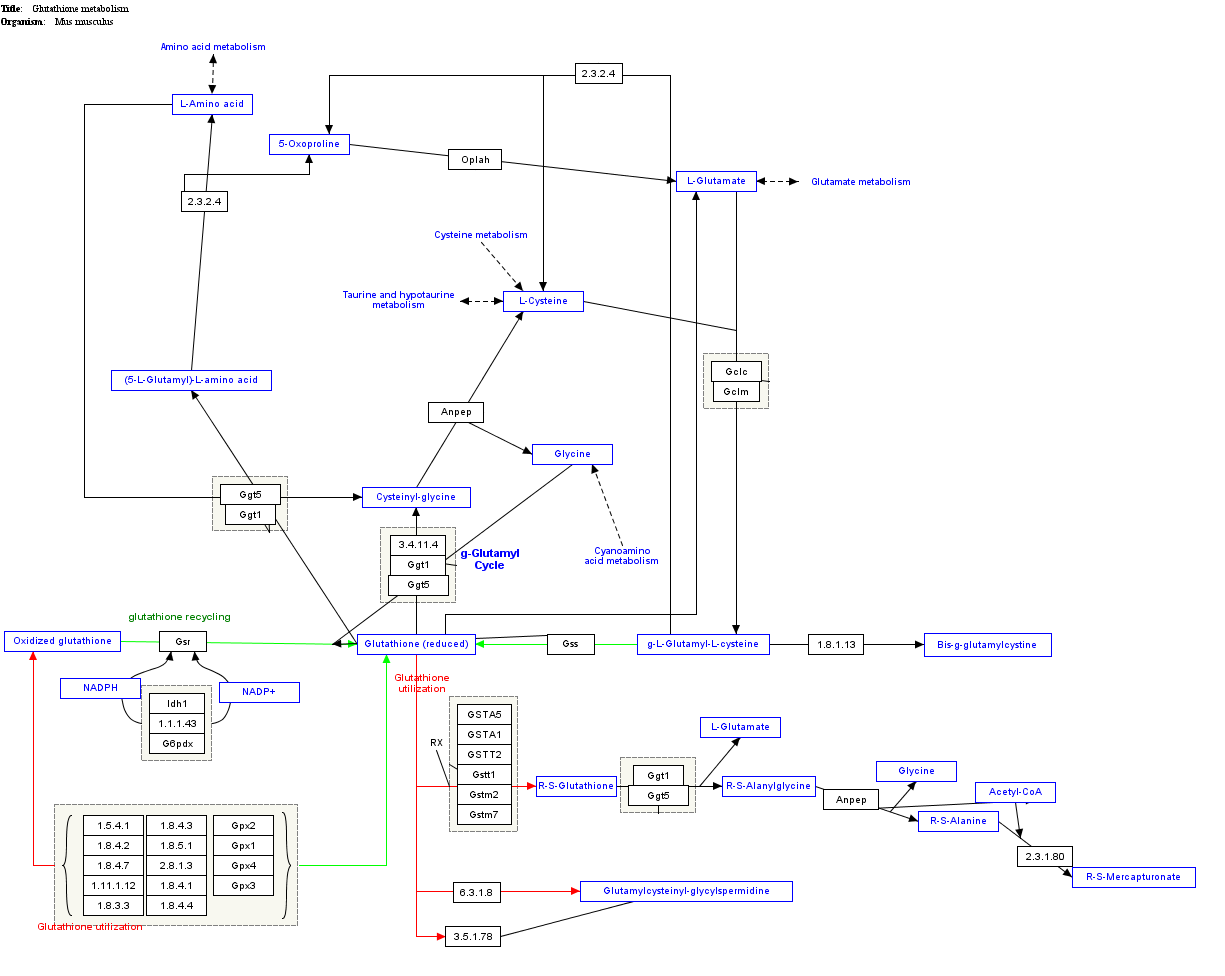 Title: Glutathione metabolism
Organism: Mus musculus
Amino acid metabolism
2.3.2.4
L-Amino acid
5-Oxoproline
Oplah
L-Glutamate
Glutamate metabolism
2.3.2.4
Cysteine metabolism
Taurine and hypotaurine
metabolism
L-Cysteine
Gclc
Gclm
(5-L-Glutamyl)-L-amino acid
Anpep
Glycine
Ggt5
Ggt1
Cysteinyl-glycine
3.4.11.4
Ggt1
Ggt5
g-Glutamyl
Cycle
Cyanoamino
acid metabolism
glutathione recycling
Oxidized glutathione
Gsr
Glutathione (reduced)
Gss
g-L-Glutamyl-L-cysteine
1.8.1.13
Bis-g-glutamylcystine
Glutathione
utilization
NADPH
NADP+
Idh1
1.1.1.43
G6pdx
RX
GSTA5
GSTA1
GSTT2
Gstt1
Gstm2
Gstm7
L-Glutamate
R-S-Glutathione
Ggt1
Ggt5
R-S-Alanylglycine
Glycine
Anpep
Acetyl-CoA
R-S-Alanine
2.3.1.80
R-S-Mercapturonate
1.5.4.1 1.8.4.3 Gpx2
1.8.4.2 1.8.5.1 Gpx1
1.8.4.7 2.8.1.3 Gpx4
1.11.1.12 1.8.4.1 Gpx3
1.8.3.3 1.8.4.4
Glutathione utilization
6.3.1.8
Glutamylcysteinyl-glycylspermidine
3.5.1.78